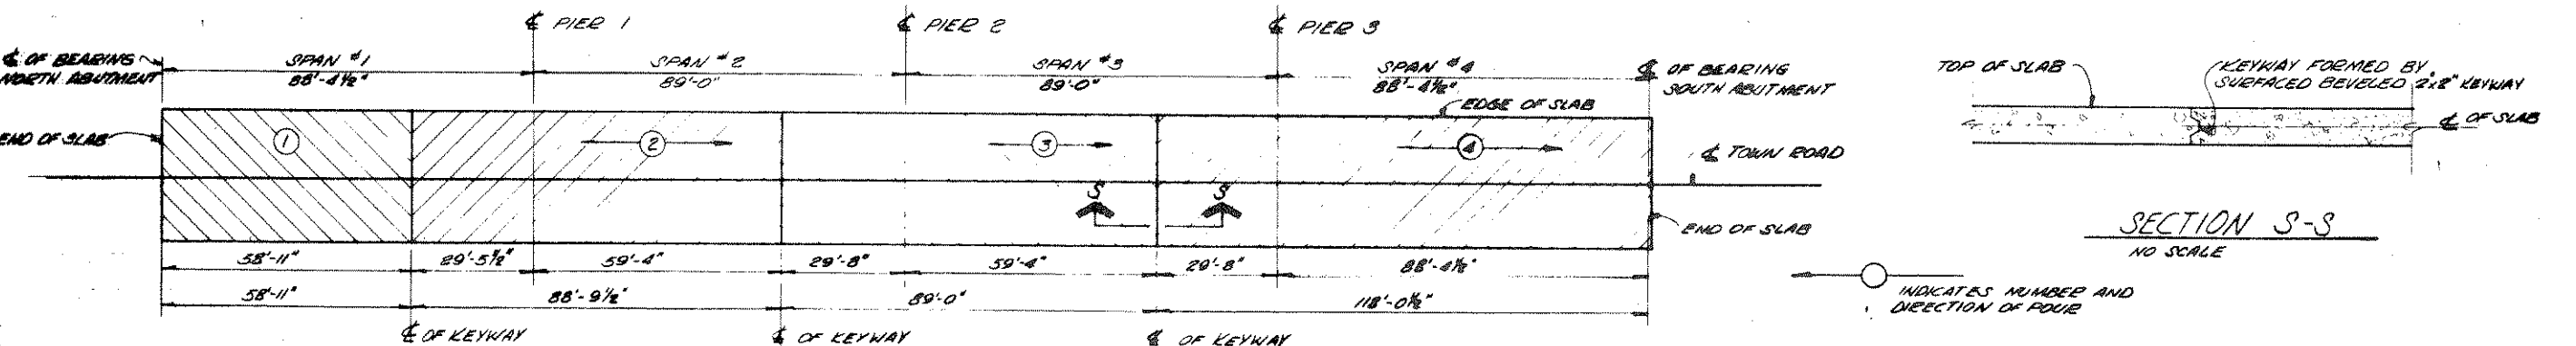 ℄ PIER 1
℄ PIER 2
℄ PIER 3
℄ OF BEARING
NORTH ABUTMENT
SPAN #1
88'-4½"
SPAN #2
89'-0"
SPAN #3
89'-0"
SPAN #4
88'-4½"
℄ OF BEARING
SOUTH ABUTMENT
EDGE OF SLAB
END OF SLAB
1
2
3
4
℄ TOWN ROAD
S
S
END OF SLAB
58'-11"
29'-5½"
59'-4"
29'-8"
59'-4"
29'-8"
88'-4½"
58'-11"
88'-9½"
89'-0"
118'-0½"
℄ OF KEYWAY
℄ OF KEYWAY
℄ OF KEYWAY
TOP OF SLAB
KEYWAY FORMED BY
SURFACED BEVELED 2"x2" KEYWAY
℄ OF SLAB
SECTION S-S
NO SCALE
INDICATES NUMBER AND
DIRECTION OF POUR